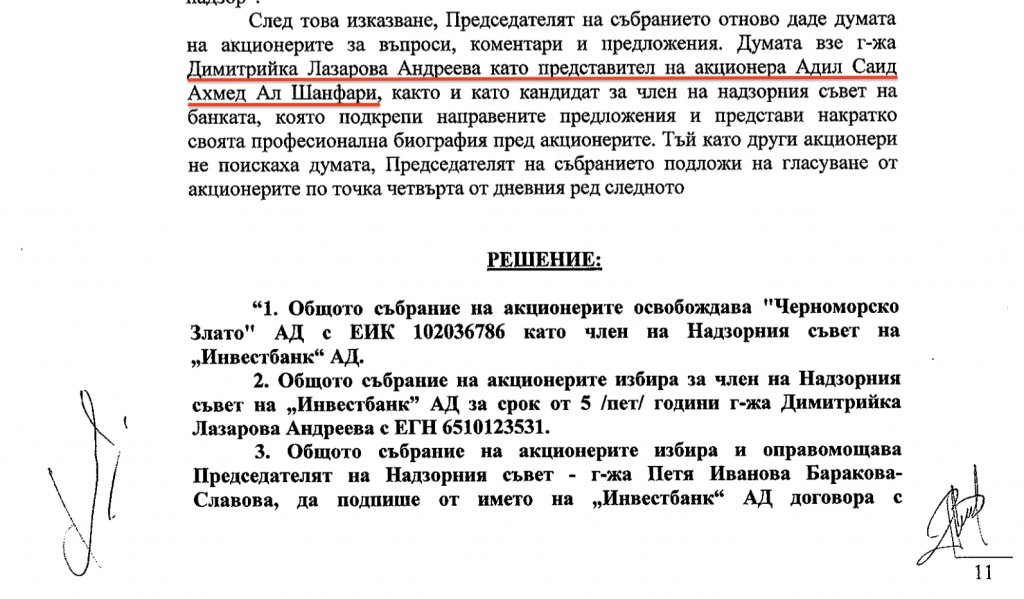 надзор“.
След това изказване, Председателят на събранието отново даде думата
на акционерите за въпроси, коментари и предложения. Думата взе г-жа
Димитрийка Лазарова Андреева като представител на акционера Адил Саид
Ахмед Ал Шанфари, както и като кандидат за член на надзорния съвет на
банката, която подкрепи направените предложения и представи накратко
своята професионална биография пред акционерите. Тъй като други акционери
не поискаха думата, Председателят на събранието подложи на гласуване от
акционерите по точка четвърта от дневния ред следното
РЕШЕНИЕ:
“1. Общото събрание на акционерите освобождава "Черноморско
Злато" АД с ЕИК 102036786 като член на Надзорния съвет на
„Инвестбанк“ АД.
2. Общото събрание на акционерите избира за член на Надзорния
съвет на „Инвестбанк” АД за срок от 5 /пет/ години г-жа Димитрийка
Лазарова Андреева с ЕГН 6510123531.
3. Общото събрание на акционерите избира и оправомощава
Председателят на Надзорния съвет - г-жа Петя Иванова Баракова-
Славова, да подпише от името на „Инвестбанк“ АД договора с
11